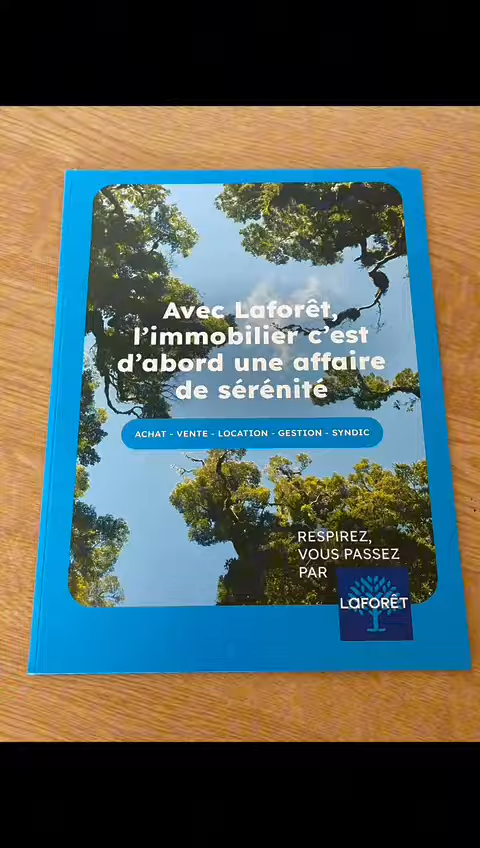 Avec Laforêt,
l'immobilier c'est
d'abord une affaire
de sérénité
ACHAT - VENTE - LOCATION - GESTION - SYNDIC
RESPIREZ,
VOUS PASSEZ
PAR
LAFORÊT